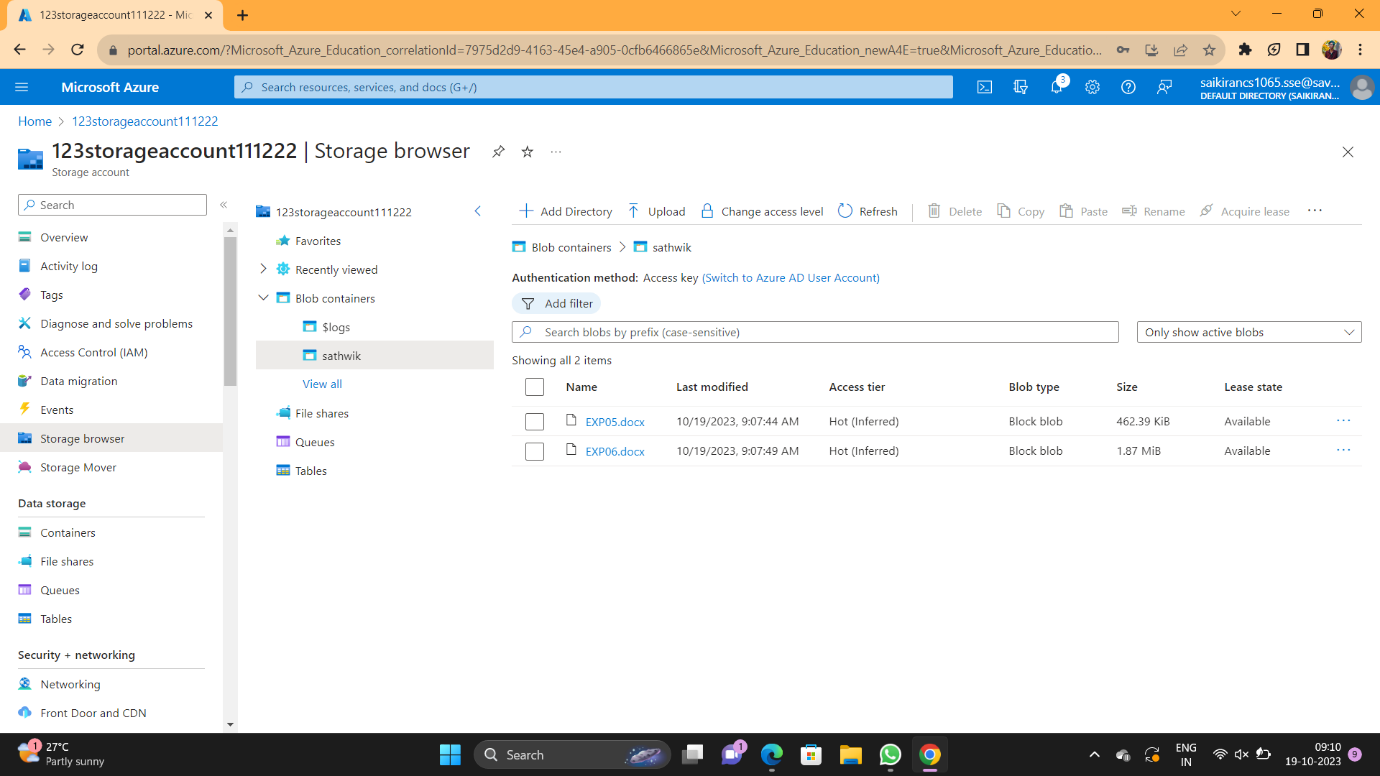 123storageaccount111222 - Mic
portal.azure.com/?Microsoft_Azure_Education_correlationId=7975d2d9-4163-45e4-a905-0cfb6466865e&Microsoft_Azure_Education_newA4E=true&Microsoft_Azure_Educatio...
Microsoft Azure
Search resources, services, and docs (G+/)
3
saikirancs1065.sse@sav...
DEFAULT DIRECTORY (SAIKIRAN...
Home > 123storageaccount111222
123storageaccount111222 | Storage browser
Storage account
Search
Overview
Activity log
Tags
Diagnose and solve problems
Access Control (IAM)
Data migration
Events
Storage browser
Storage Mover
Data storage
Containers
File shares
Queues
Tables
Security + networking
Networking
Front Door and CDN
123storageaccount111222
Favorites
Recently viewed
Blob containers
$logs
sathwik
View all
File shares
Queues
Tables
Add Directory Upload Change access level Refresh Delete Copy Paste Rename Acquire lease
Blob containers > sathwik
Authentication method: Access key (Switch to Azure AD User Account)
Add filter
Search blobs by prefix (case-sensitive) Only show active blobs
Showing all 2 items
Name Last modified Access tier Blob type Size Lease state
EXP05.docx 10/19/2023, 9:07:44 AM Hot (Inferred) Block blob 462.39 KiB Available
EXP06.docx 10/19/2023, 9:07:49 AM Hot (Inferred) Block blob 1.87 MiB Available
1 27°C
Partly sunny
Search
1
ENG
IN
09:10
19-10-2023
9